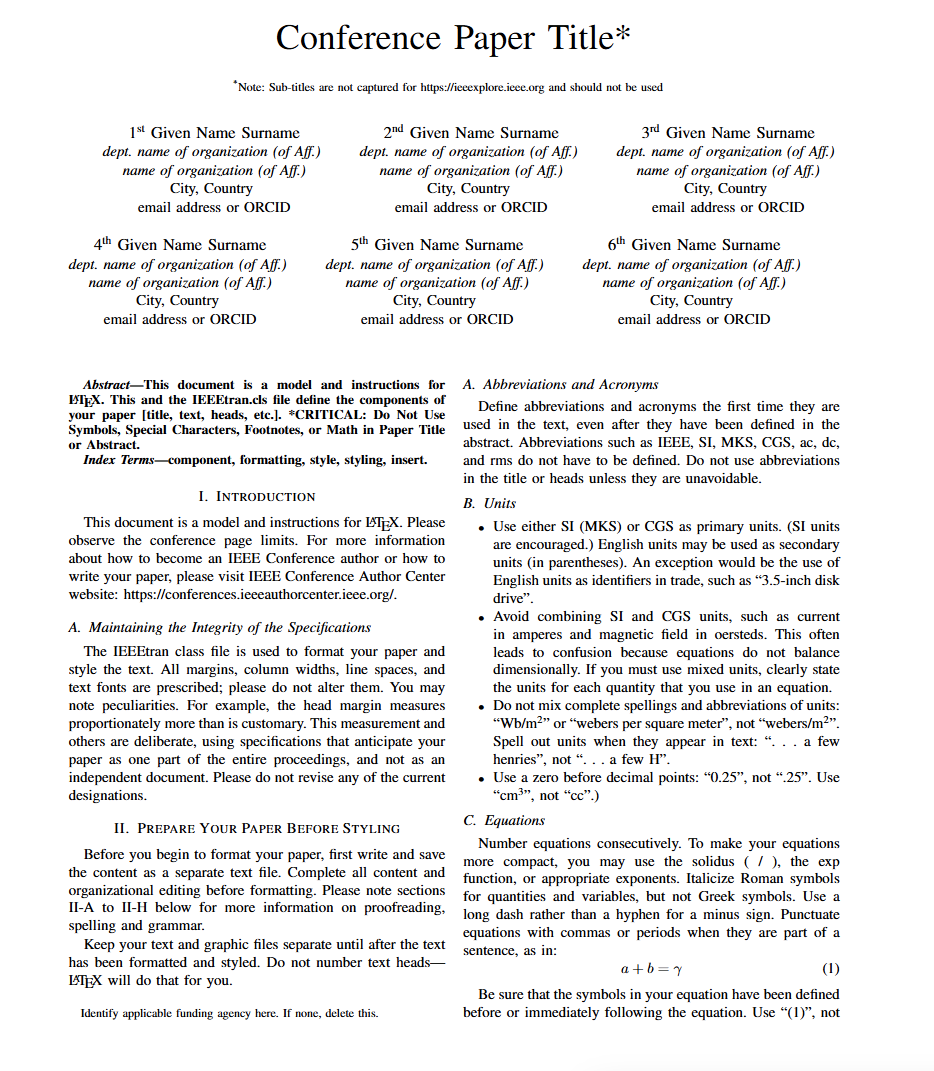 Conference Paper Title*
*Note: Sub-titles are not captured for https://ieeexplore.ieee.org and should not be used
1st Given Name Surname
dept. name of organization (of Aff.)
name of organization (of Aff.)
City, Country
email address or ORCID
2nd Given Name Surname
dept. name of organization (of Aff.)
name of organization (of Aff.)
City, Country
email address or ORCID
3rd Given Name Surname
dept. name of organization (of Aff.)
name of organization (of Aff.)
City, Country
email address or ORCID
4th Given Name Surname
dept. name of organization (of Aff.)
name of organization (of Aff.)
City, Country
email address or ORCID
5th Given Name Surname
dept. name of organization (of Aff.)
name of organization (of Aff.)
City, Country
email address or ORCID
6th Given Name Surname
dept. name of organization (of Aff.)
name of organization (of Aff.)
City, Country
email address or ORCID
Abstract—This document is a model and instructions for
LATEX. This and the IEEEtran.cls file define the components of
your paper [title, text, heads, etc.]. *CRITICAL: Do Not Use
Symbols, Special Characters, Footnotes, or Math in Paper Title
or Abstract.
Index Terms—component, formatting, style, styling, insert.
I. INTRODUCTION
This document is a model and instructions for LATEX. Please
observe the conference page limits. For more information
about how to become an IEEE Conference author or how to
write your paper, please visit IEEE Conference Author Center
website: https://conferences.ieeeauthorcenter.ieee.org/.
A. Maintaining the Integrity of the Specifications
The IEEEtran class file is used to format your paper and
style the text. All margins, column widths, line spaces, and
text fonts are prescribed; please do not alter them. You may
note peculiarities. For example, the head margin measures
proportionately more than is customary. This measurement and
others are deliberate, using specifications that anticipate your
paper as one part of the entire proceedings, and not as an
independent document. Please do not revise any of the current
designations.
II. PREPARE YOUR PAPER BEFORE STYLING
Before you begin to format your paper, first write and save
the content as a separate text file. Complete all content and
organizational editing before formatting. Please note sections
II-A to II-H below for more information on proofreading,
spelling and grammar.
Keep your text and graphic files separate until after the text
has been formatted and styled. Do not number text heads—
LATEX will do that for you.
Identify applicable funding agency here. If none, delete this.
A. Abbreviations and Acronyms
Define abbreviations and acronyms the first time they are
used in the text, even after they have been defined in the
abstract. Abbreviations such as IEEE, SI, MKS, CGS, ac, dc,
and rms do not have to be defined. Do not use abbreviations
in the title or heads unless they are unavoidable.
B. Units
• Use either SI (MKS) or CGS as primary units. (SI units
are encouraged.) English units may be used as secondary
units (in parentheses). An exception would be the use of
English units as identifiers in trade, such as “3.5-inch disk
drive”.
• Avoid combining SI and CGS units, such as current
in amperes and magnetic field in oersteds. This often
leads to confusion because equations do not balance
dimensionally. If you must use mixed units, clearly state
the units for each quantity that you use in an equation.
• Do not mix complete spellings and abbreviations of units:
“Wb/m²” or “webers per square meter”, not “webers/m²”.
Spell out units when they appear in text: “. . . a few
henries”, not “. . . a few H”.
• Use a zero before decimal points: “0.25”, not “.25”. Use
“cm³”, not “cc”.)
C. Equations
Number equations consecutively. To make your equations
more compact, you may use the solidus ( / ), the exp
function, or appropriate exponents. Italicize Roman symbols
for quantities and variables, but not Greek symbols. Use a
long dash rather than a hyphen for a minus sign. Punctuate
equations with commas or periods when they are part of a
sentence, as in:
a + b = γ (1)
Be sure that the symbols in your equation have been defined
before or immediately following the equation. Use “(1)”, not